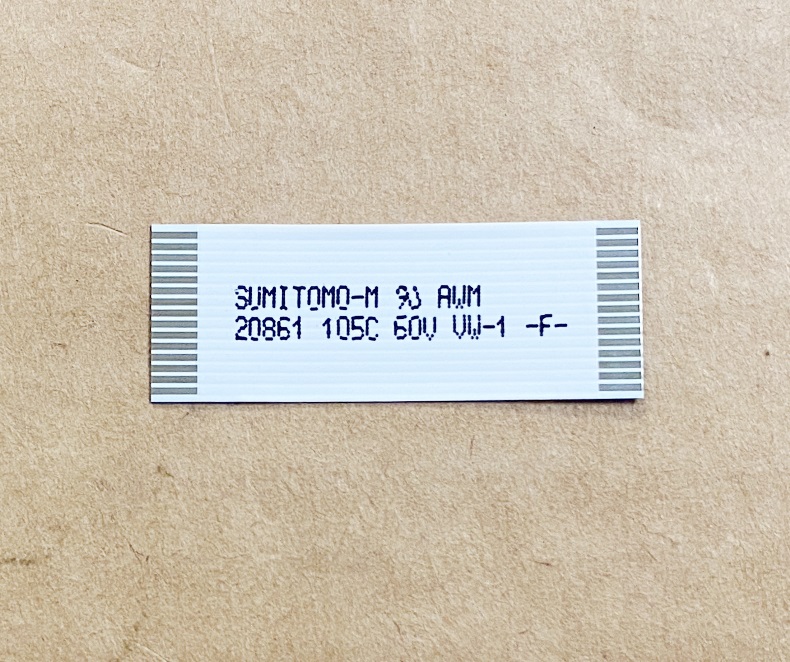 SUMITOMO-M AWM
20861 105C 60V VW-1 -F-